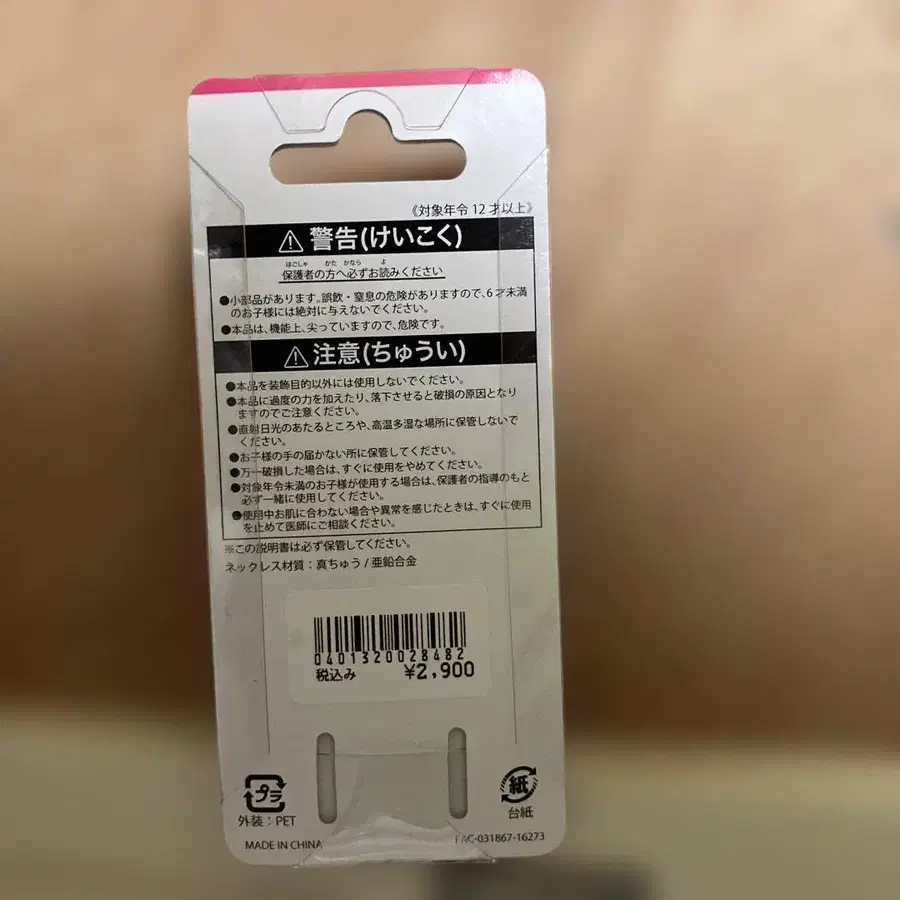 《対象年令 12 才以上》
⚠ 警告(けいこく)
ほごしゃ かた かなら よ
保護者の方へ必ずお読みください
●小部品があります。誤飲・窒息の危険がありますので、6才未満
のお子様には絶対に与えないでください。
●本品は、機能上、尖っていますので、危険です。
⚠ 注意(ちゅうい)
●本品を装飾目的以外には使用しないでください。
●本品に過度の力を加えたり、落下させると破損の原因となり
ますのでご注意ください。
●直射日光のあたるところや、高温多湿な場所に保管しないで
ください。
●お子様の手の届かない所に保管してください。
●万一破損した場合は、すぐに使用をやめてください。
●対象年令未満のお子様が使用する場合は、保護者の指導のもと
必ず一緒に使用してください。
●使用中お肌に合わない場合や異常を感じたときは、すぐに使用
を止めて医師にご相談ください。
※この説明書は必ず保管してください。
ネックレス材質：真ちゅう / 亜鉛合金
0401320028482
税込み ¥2,900
プラ
外装：PET
紙
台紙
MADE IN CHINA
FAC-031867-16273